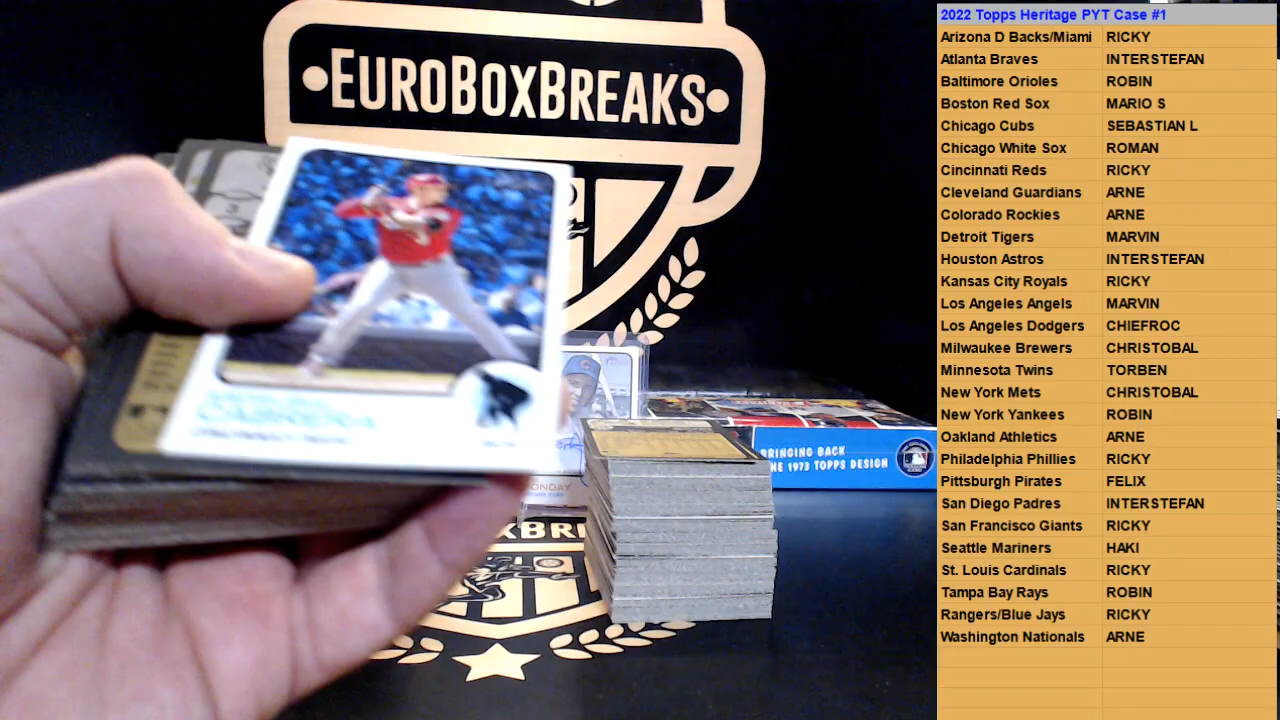 •EUROBOXBREAKS•
BRINGING BACK
THE 1973 TOPPS DESIGN
2022 Topps Heritage PYT Case #1
Arizona D Backs/Miami RICKY
Atlanta Braves INTERSTEFAN
Baltimore Orioles ROBIN
Boston Red Sox MARIO S
Chicago Cubs SEBASTIAN L
Chicago White Sox ROMAN
Cincinnati Reds RICKY
Cleveland Guardians ARNE
Colorado Rockies ARNE
Detroit Tigers MARVIN
Houston Astros INTERSTEFAN
Kansas City Royals RICKY
Los Angeles Angels MARVIN
Los Angeles Dodgers CHIEFROC
Milwaukee Brewers CHRISTOBAL
Minnesota Twins TORBEN
New York Mets CHRISTOBAL
New York Yankees ROBIN
Oakland Athletics ARNE
Philadelphia Phillies RICKY
Pittsburgh Pirates FELIX
San Diego Padres INTERSTEFAN
San Francisco Giants RICKY
Seattle Mariners HAKI
St. Louis Cardinals RICKY
Tampa Bay Rays ROBIN
Rangers/Blue Jays RICKY
Washington Nationals ARNE